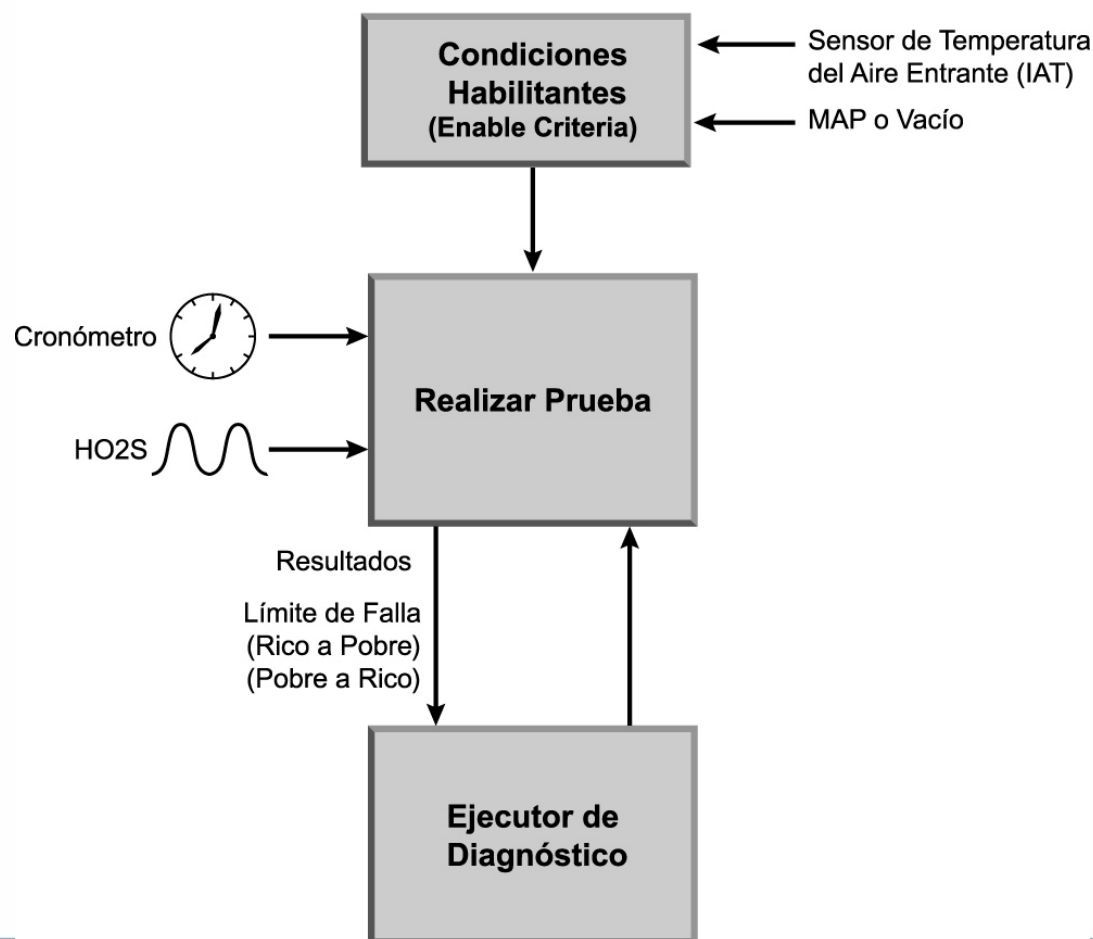 Condiciones
Habilitantes
(Enable Criteria)
Sensor de Temperatura
del Aire Entrante (IAT)
MAP o Vacío
Cronómetro
Realizar Prueba
HO2S
Resultados
Límite de Falla
(Rico a Pobre)
(Pobre a Rico)
Ejecutor de
Diagnóstico